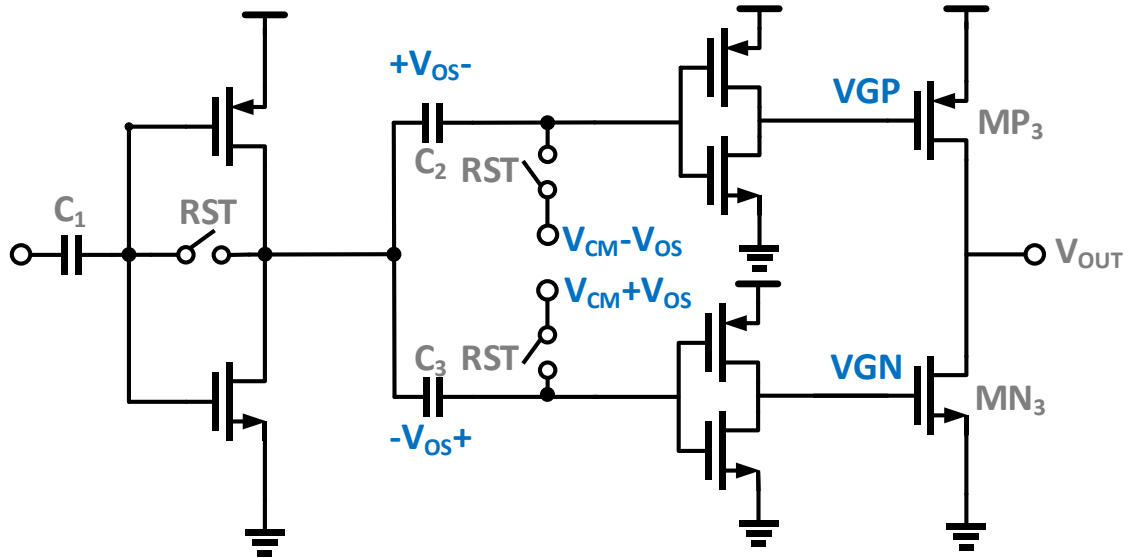 +VOS-
VGP
MP3
C2
RST
C1
RST
VCM-VOS
VOUT
VCM+VOS
C3
RST
VGN
MN3
-VOS+